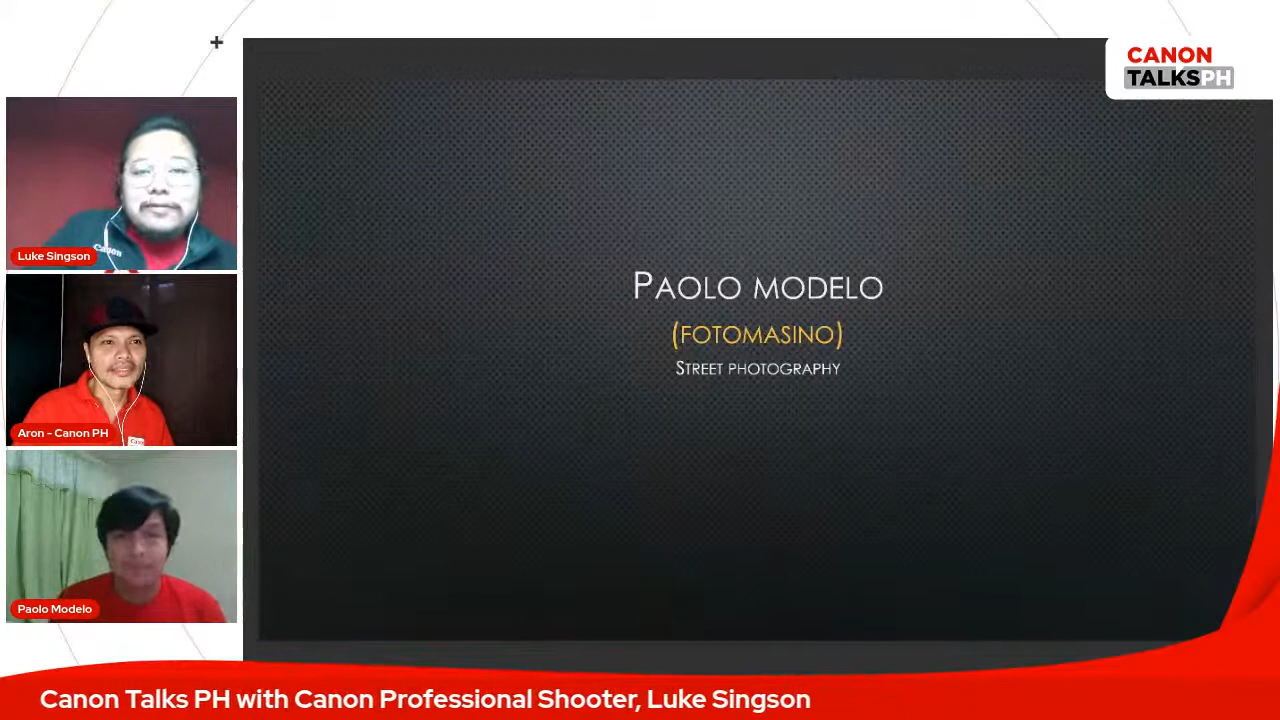 CANON
TALKSPH
Canon
Luke Singson
Aron - Canon PH
Paolo Modelo
PAOLO MODELO
(FOTOMASINO)
STREET PHOTOGRAPHY
Canon Talks PH with Canon Professional Shooter, Luke Singson